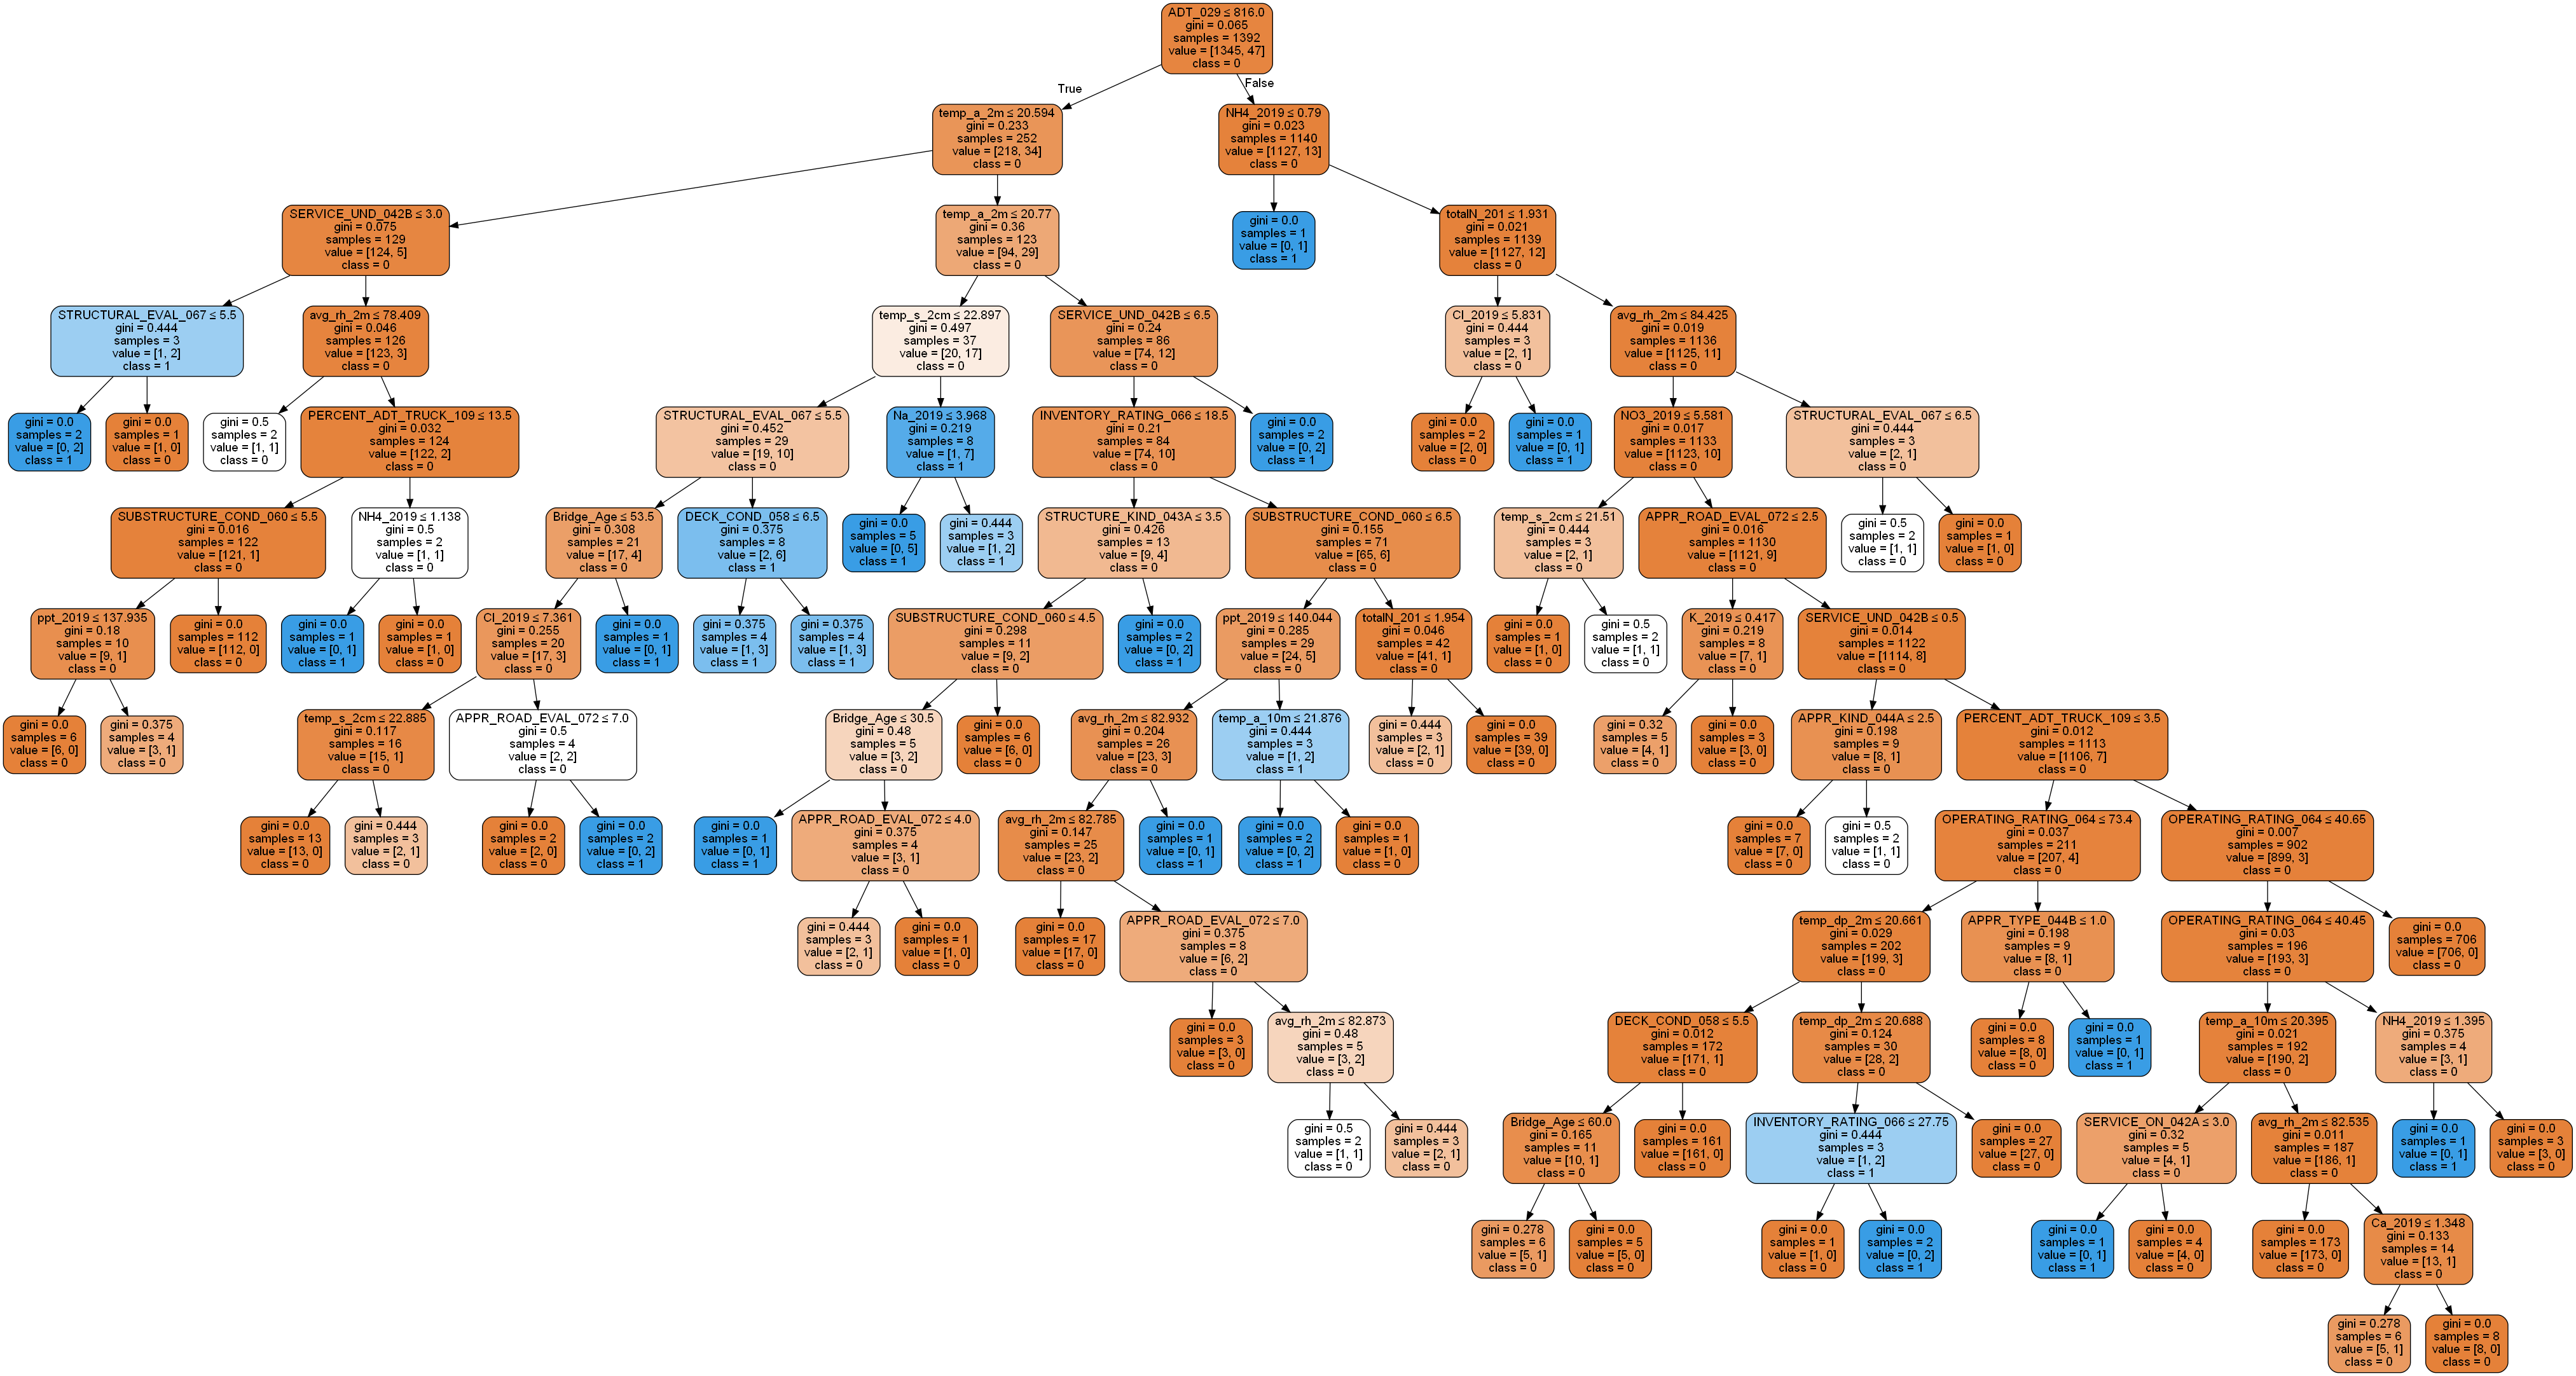 ADT_029 ≤ 816.0
gini = 0.065
samples = 1392
value = [1345, 47]
class = 0
True
False
temp_a_2m ≤ 20.594
gini = 0.233
samples = 252
value = [218, 34]
class = 0
NH4_2019 ≤ 0.79
gini = 0.023
samples = 1140
value = [1127, 13]
class = 0
SERVICE_UND_042B ≤ 3.0
gini = 0.075
samples = 129
value = [124, 5]
class = 0
temp_a_2m ≤ 20.77
gini = 0.36
samples = 123
value = [94, 29]
class = 0
gini = 0.0
samples = 1
value = [0, 1]
class = 1
totalN_201 ≤ 1.931
gini = 0.021
samples = 1139
value = [1127, 12]
class = 0
STRUCTURAL_EVAL_067 ≤ 5.5
gini = 0.444
samples = 3
value = [1, 2]
class = 1
avg_rh_2m ≤ 78.409
gini = 0.046
samples = 126
value = [123, 3]
class = 0
temp_s_2cm ≤ 22.897
gini = 0.497
samples = 37
value = [20, 17]
class = 0
SERVICE_UND_042B ≤ 6.5
gini = 0.24
samples = 86
value = [74, 12]
class = 0
Cl_2019 ≤ 5.831
gini = 0.444
samples = 3
value = [2, 1]
class = 0
avg_rh_2m ≤ 84.425
gini = 0.019
samples = 1136
value = [1125, 11]
class = 0
gini = 0.0
samples = 2
value = [0, 2]
class = 1
gini = 0.0
samples = 1
value = [1, 0]
class = 0
gini = 0.5
samples = 2
value = [1, 1]
class = 0
PERCENT_ADT_TRUCK_109 ≤ 13.5
gini = 0.032
samples = 124
value = [122, 2]
class = 0
STRUCTURAL_EVAL_067 ≤ 5.5
gini = 0.452
samples = 29
value = [19, 10]
class = 0
Na_2019 ≤ 3.968
gini = 0.219
samples = 8
value = [1, 7]
class = 1
INVENTORY_RATING_066 ≤ 18.5
gini = 0.21
samples = 84
value = [74, 10]
class = 0
gini = 0.0
samples = 2
value = [0, 2]
class = 1
gini = 0.0
samples = 2
value = [2, 0]
class = 0
gini = 0.0
samples = 1
value = [0, 1]
class = 1
NO3_2019 ≤ 5.581
gini = 0.017
samples = 1133
value = [1123, 10]
class = 0
STRUCTURAL_EVAL_067 ≤ 6.5
gini = 0.444
samples = 3
value = [2, 1]
class = 0
SUBSTRUCTURE_COND_060 ≤ 5.5
gini = 0.016
samples = 122
value = [121, 1]
class = 0
NH4_2019 ≤ 1.138
gini = 0.5
samples = 2
value = [1, 1]
class = 0
Bridge_Age ≤ 53.5
gini = 0.308
samples = 21
value = [17, 4]
class = 0
DECK_COND_058 ≤ 6.5
gini = 0.375
samples = 8
value = [2, 6]
class = 1
gini = 0.0
samples = 5
value = [0, 5]
class = 1
gini = 0.444
samples = 3
value = [1, 2]
class = 1
STRUCTURE_KIND_043A ≤ 3.5
gini = 0.426
samples = 13
value = [9, 4]
class = 0
SUBSTRUCTURE_COND_060 ≤ 6.5
gini = 0.155
samples = 71
value = [65, 6]
class = 0
temp_s_2cm ≤ 21.51
gini = 0.444
samples = 3
value = [2, 1]
class = 0
APPR_ROAD_EVAL_072 ≤ 2.5
gini = 0.016
samples = 1130
value = [1121, 9]
class = 0
gini = 0.5
samples = 2
value = [1, 1]
class = 0
gini = 0.0
samples = 1
value = [1, 0]
class = 0
ppt_2019 ≤ 137.935
gini = 0.18
samples = 10
value = [9, 1]
class = 0
gini = 0.0
samples = 112
value = [112, 0]
class = 0
gini = 0.0
samples = 1
value = [0, 1]
class = 1
gini = 0.0
samples = 1
value = [1, 0]
class = 0
Cl_2019 ≤ 7.361
gini = 0.255
samples = 20
value = [17, 3]
class = 0
gini = 0.0
samples = 1
value = [0, 1]
class = 1
gini = 0.375
samples = 4
value = [1, 3]
class = 1
gini = 0.375
samples = 4
value = [1, 3]
class = 1
SUBSTRUCTURE_COND_060 ≤ 4.5
gini = 0.298
samples = 11
value = [9, 2]
class = 0
gini = 0.0
samples = 2
value = [0, 2]
class = 1
ppt_2019 ≤ 140.044
gini = 0.285
samples = 29
value = [24, 5]
class = 0
totalN_201 ≤ 1.954
gini = 0.046
samples = 42
value = [41, 1]
class = 0
gini = 0.0
samples = 1
value = [1, 0]
class = 0
gini = 0.5
samples = 2
value = [1, 1]
class = 0
K_2019 ≤ 0.417
gini = 0.219
samples = 8
value = [7, 1]
class = 0
SERVICE_UND_042B ≤ 0.5
gini = 0.014
samples = 1122
value = [1114, 8]
class = 0
gini = 0.0
samples = 6
value = [6, 0]
class = 0
gini = 0.375
samples = 4
value = [3, 1]
class = 0
temp_s_2cm ≤ 22.885
gini = 0.117
samples = 16
value = [15, 1]
class = 0
APPR_ROAD_EVAL_072 ≤ 7.0
gini = 0.5
samples = 4
value = [2, 2]
class = 0
Bridge_Age ≤ 30.5
gini = 0.48
samples = 5
value = [3, 2]
class = 0
gini = 0.0
samples = 6
value = [6, 0]
class = 0
avg_rh_2m ≤ 82.932
gini = 0.204
samples = 26
value = [23, 3]
class = 0
temp_a_10m ≤ 21.876
gini = 0.444
samples = 3
value = [1, 2]
class = 1
gini = 0.444
samples = 3
value = [2, 1]
class = 0
gini = 0.0
samples = 39
value = [39, 0]
class = 0
gini = 0.32
samples = 5
value = [4, 1]
class = 0
gini = 0.0
samples = 3
value = [3, 0]
class = 0
APPR_KIND_044A ≤ 2.5
gini = 0.198
samples = 9
value = [8, 1]
class = 0
PERCENT_ADT_TRUCK_109 ≤ 3.5
gini = 0.012
samples = 1113
value = [1106, 7]
class = 0
gini = 0.0
samples = 13
value = [13, 0]
class = 0
gini = 0.444
samples = 3
value = [2, 1]
class = 0
gini = 0.0
samples = 2
value = [2, 0]
class = 0
gini = 0.0
samples = 2
value = [0, 2]
class = 1
gini = 0.0
samples = 1
value = [0, 1]
class = 1
APPR_ROAD_EVAL_072 ≤ 4.0
gini = 0.375
samples = 4
value = [3, 1]
class = 0
avg_rh_2m ≤ 82.785
gini = 0.147
samples = 25
value = [23, 2]
class = 0
gini = 0.0
samples = 1
value = [0, 1]
class = 1
gini = 0.0
samples = 2
value = [0, 2]
class = 1
gini = 0.0
samples = 1
value = [1, 0]
class = 0
gini = 0.0
samples = 7
value = [7, 0]
class = 0
gini = 0.5
samples = 2
value = [1, 1]
class = 0
OPERATING_RATING_064 ≤ 73.4
gini = 0.037
samples = 211
value = [207, 4]
class = 0
OPERATING_RATING_064 ≤ 40.65
gini = 0.007
samples = 902
value = [899, 3]
class = 0
gini = 0.444
samples = 3
value = [2, 1]
class = 0
gini = 0.0
samples = 1
value = [1, 0]
class = 0
gini = 0.0
samples = 17
value = [17, 0]
class = 0
APPR_ROAD_EVAL_072 ≤ 7.0
gini = 0.375
samples = 8
value = [6, 2]
class = 0
temp_dp_2m ≤ 20.661
gini = 0.029
samples = 202
value = [199, 3]
class = 0
APPR_TYPE_044B ≤ 1.0
gini = 0.198
samples = 9
value = [8, 1]
class = 0
OPERATING_RATING_064 ≤ 40.45
gini = 0.03
samples = 196
value = [193, 3]
class = 0
gini = 0.0
samples = 706
value = [706, 0]
class = 0
gini = 0.0
samples = 3
value = [3, 0]
class = 0
avg_rh_2m ≤ 82.873
gini = 0.48
samples = 5
value = [3, 2]
class = 0
DECK_COND_058 ≤ 5.5
gini = 0.012
samples = 172
value = [171, 1]
class = 0
temp_dp_2m ≤ 20.688
gini = 0.124
samples = 30
value = [28, 2]
class = 0
gini = 0.0
samples = 8
value = [8, 0]
class = 0
gini = 0.0
samples = 1
value = [0, 1]
class = 1
temp_a_10m ≤ 20.395
gini = 0.021
samples = 192
value = [190, 2]
class = 0
NH4_2019 ≤ 1.395
gini = 0.375
samples = 4
value = [3, 1]
class = 0
gini = 0.5
samples = 2
value = [1, 1]
class = 0
gini = 0.444
samples = 3
value = [2, 1]
class = 0
Bridge_Age ≤ 60.0
gini = 0.165
samples = 11
value = [10, 1]
class = 0
gini = 0.0
samples = 161
value = [161, 0]
class = 0
INVENTORY_RATING_066 ≤ 27.75
gini = 0.444
samples = 3
value = [1, 2]
class = 1
gini = 0.0
samples = 27
value = [27, 0]
class = 0
SERVICE_ON_042A ≤ 3.0
gini = 0.32
samples = 5
value = [4, 1]
class = 0
avg_rh_2m ≤ 82.535
gini = 0.011
samples = 187
value = [186, 1]
class = 0
gini = 0.0
samples = 1
value = [0, 1]
class = 1
gini = 0.0
samples = 3
value = [3, 0]
class = 0
gini = 0.278
samples = 6
value = [5, 1]
class = 0
gini = 0.0
samples = 5
value = [5, 0]
class = 0
gini = 0.0
samples = 1
value = [1, 0]
class = 0
gini = 0.0
samples = 2
value = [0, 2]
class = 1
gini = 0.0
samples = 1
value = [0, 1]
class = 1
gini = 0.0
samples = 4
value = [4, 0]
class = 0
gini = 0.0
samples = 173
value = [173, 0]
class = 0
Ca_2019 ≤ 1.348
gini = 0.133
samples = 14
value = [13, 1]
class = 0
gini = 0.278
samples = 6
value = [5, 1]
class = 0
gini = 0.0
samples = 8
value = [8, 0]
class = 0